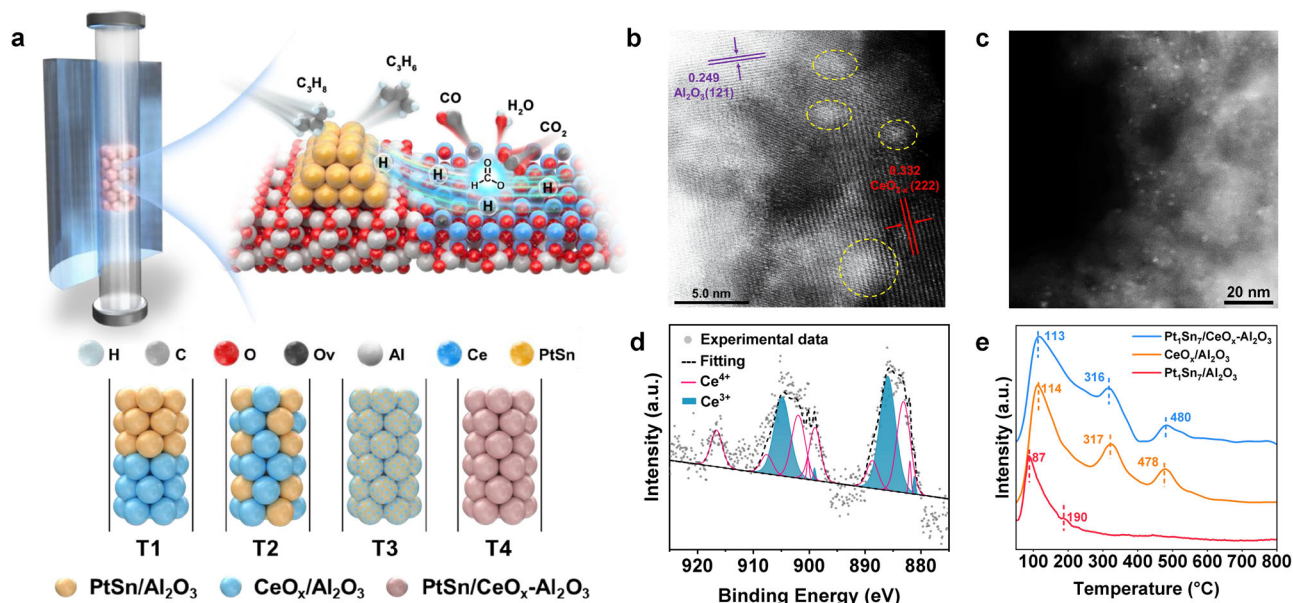 a
C₃H₈
C₃H₆
CO
H₂O
CO₂
H
H
H
H
H
O
O
H
C
O
Ov
Al
Ce
PtSn
T1
T2
T3
T4
PtSn/Al₂O₃
CeOₓ/Al₂O₃
PtSn/CeOₓ-Al₂O₃
b
0.249
Al₂O₃(121)
0.332
(222)
5.0 nm
c
20 nm
d
Experimental data
Fitting
Ce⁴⁺
Ce³⁺
Intensity (a.u.)
920
910
900
890
880
Binding Energy (eV)
e
113
Pt₁Sn₇/CeOₓ-Al₂O₃
CeOₓ/Al₂O₃
Pt₁Sn₇/Al₂O₃
316
480
114
317
478
87
190
Intensity (a.u.)
100
200
300
400
500
600
700
800
Temperature (°C)